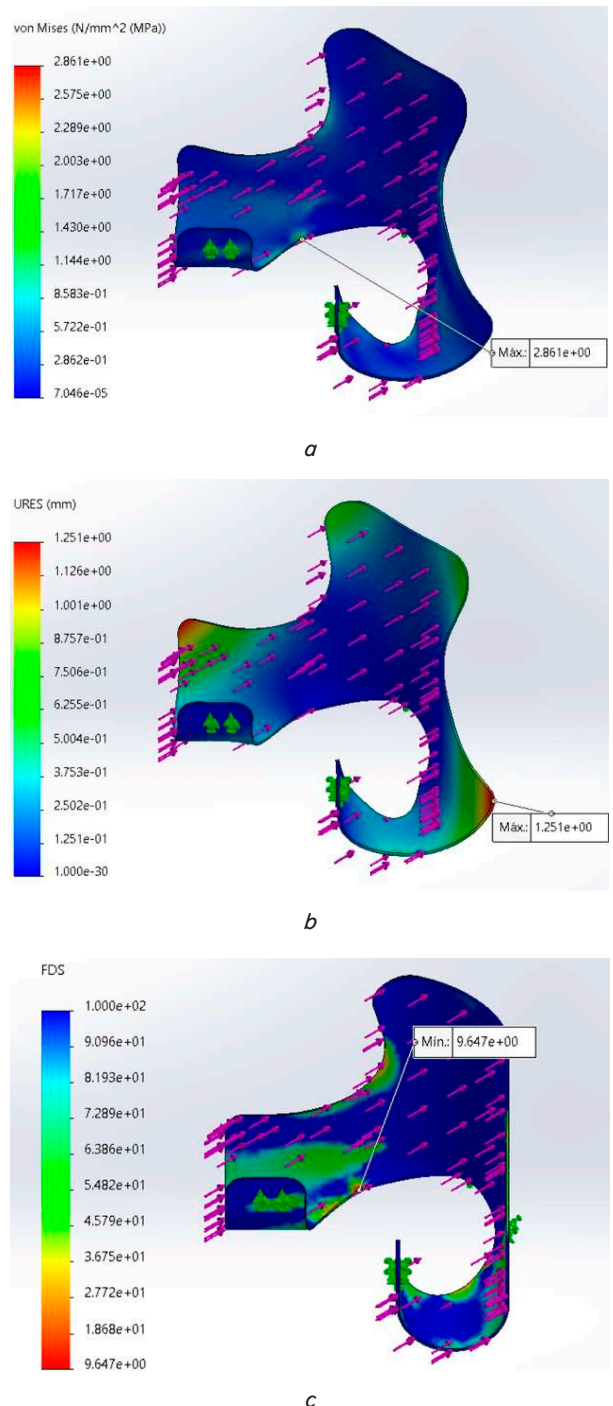 von Mises (N/mm^2 (MPa))
2.861e+00
2.575e+00
2.289e+00
2.003e+00
1.717e+00
1.430e+00
1.144e+00
8.583e-01
5.722e-01
2.862e-01
7.046e-05
Máx.: 2.861e+00
a
URES (mm)
1.251e+00
1.126e+00
1.001e+00
8.757e-01
7.506e-01
6.255e-01
5.004e-01
3.753e-01
2.502e-01
1.251e-01
1.000e-30
Máx.: 1.251e+00
b
FDS
1.000e+02
9.096e+01
8.193e+01
7.289e+01
6.386e+01
5.482e+01
4.579e+01
3.675e+01
2.772e+01
1.868e+01
9.647e+00
Mín.: 9.647e+00
c